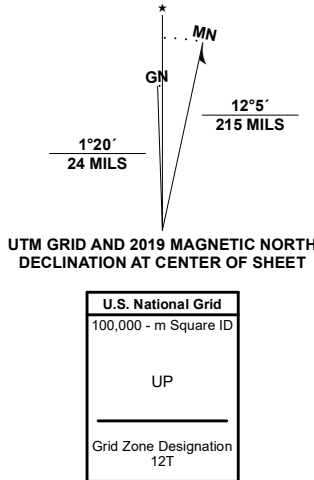 ★
MN
GN
12°5´
215 MILS
1°20´
24 MILS
UTM GRID AND 2019 MAGNETIC NORTH
DECLINATION AT CENTER OF SHEET
U.S. National Grid
100,000 - m Square ID
UP
Grid Zone Designation
12T